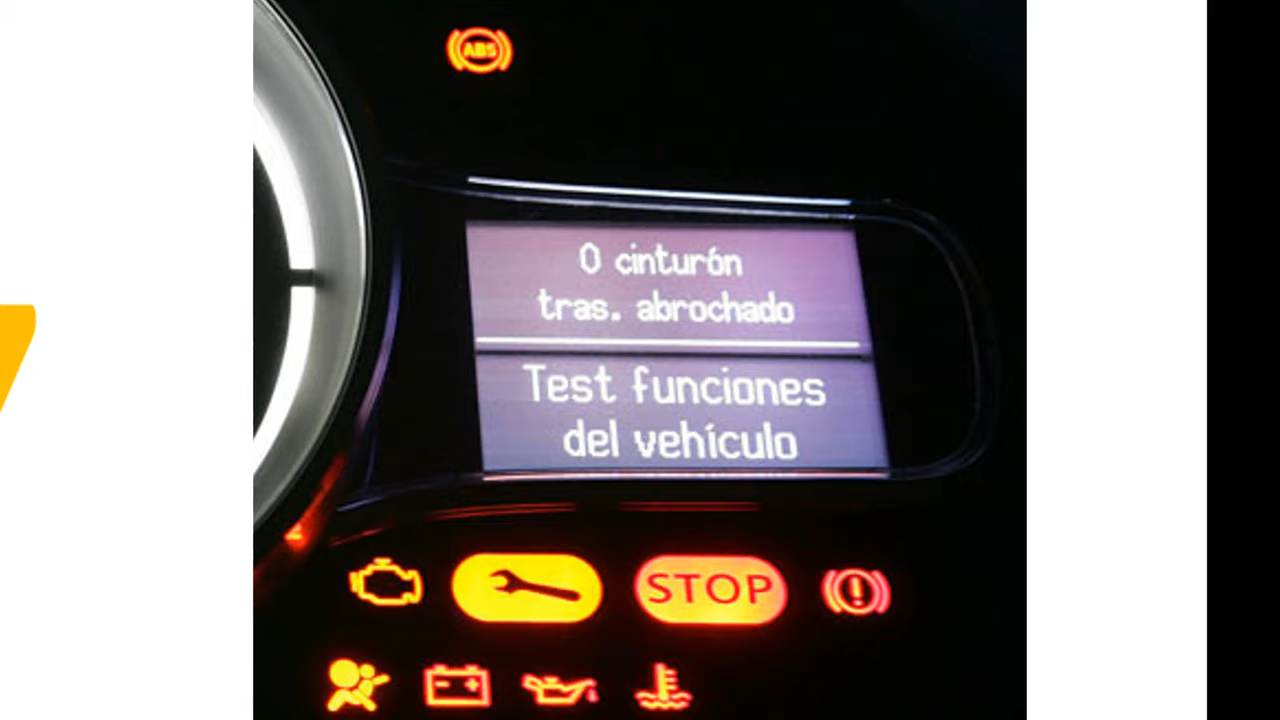 ABS
0 cinturón
tras. abrochado
Test funciones
del vehículo
STOP